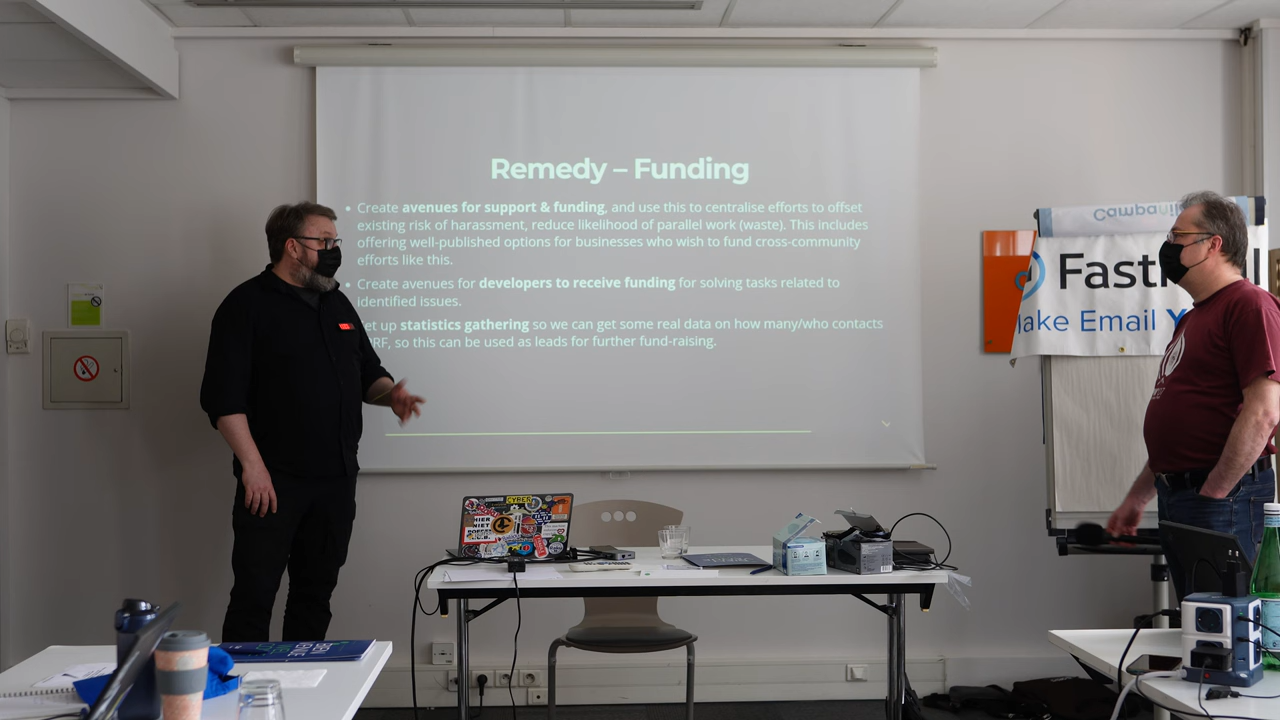 Remedy – Funding
• Create avenues for support & funding, and use this to centralise efforts to offset
existing risk of harassment, reduce likelihood of parallel work (waste). This includes
offering well-published options for businesses who wish to fund cross-community
efforts like this.
• Create avenues for developers to receive funding for solving tasks related to
identified issues.
et up statistics gathering so we can get some real data on how many/who contacts
RF, so this can be used as leads for further fund-raising.
Campa
Fast
ake Email Y
CYBER
HIER
NIET